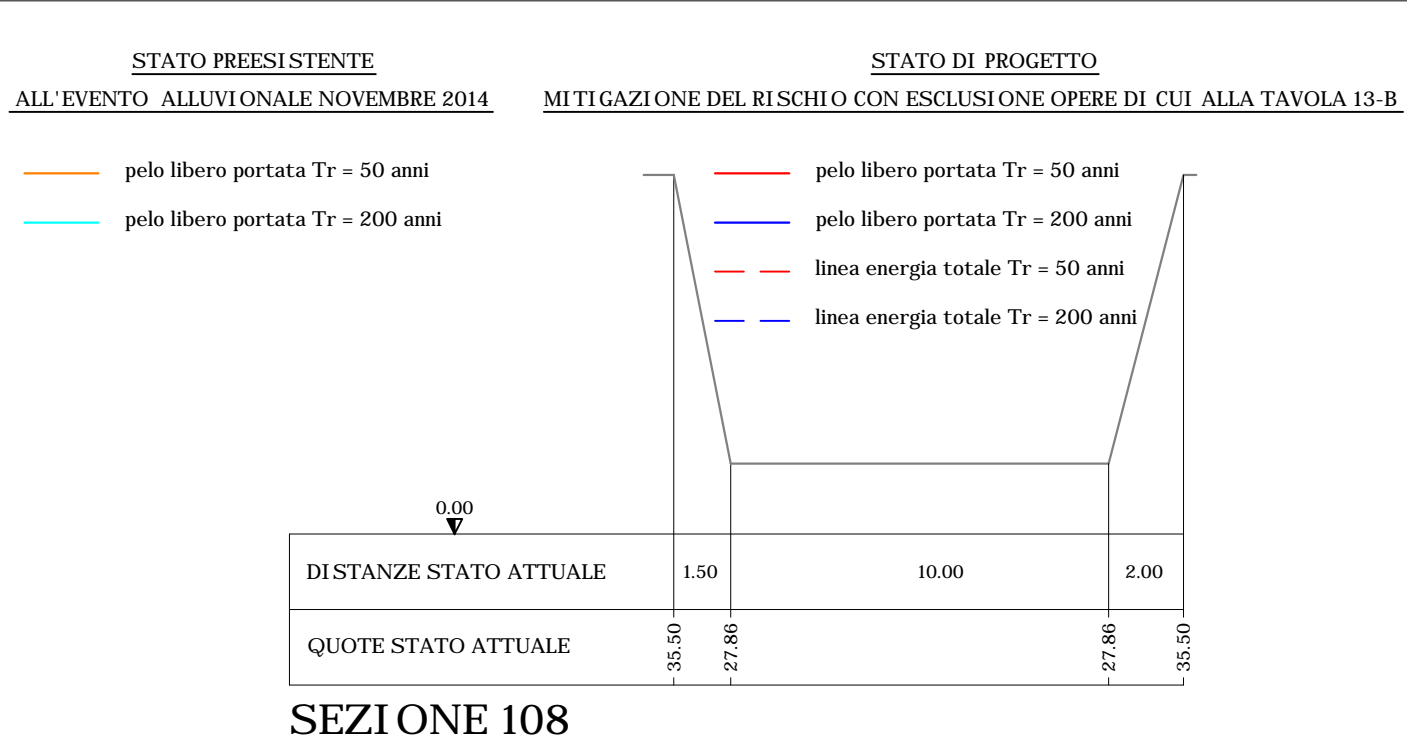 STATO PREESISTENTE
ALL'EVENTO ALLUVIONALE NOVEMBRE 2014
pelo libero portata Tr = 50 anni
pelo libero portata Tr = 200 anni
STATO DI PROGETTO
MITIGAZIONE DEL RISCHIO CON ESCLUSIONE OPERE DI CUI ALLA TAVOLA 13-B
pelo libero portata Tr = 50 anni
pelo libero portata Tr = 200 anni
linea energia totale Tr = 50 anni
linea energia totale Tr = 200 anni
0.00
DISTANZE STATO ATTUALE 1.50 10.00 2.00
QUOTE STATO ATTUALE 35.50 27.86 27.86 35.50
SEZIONE 108